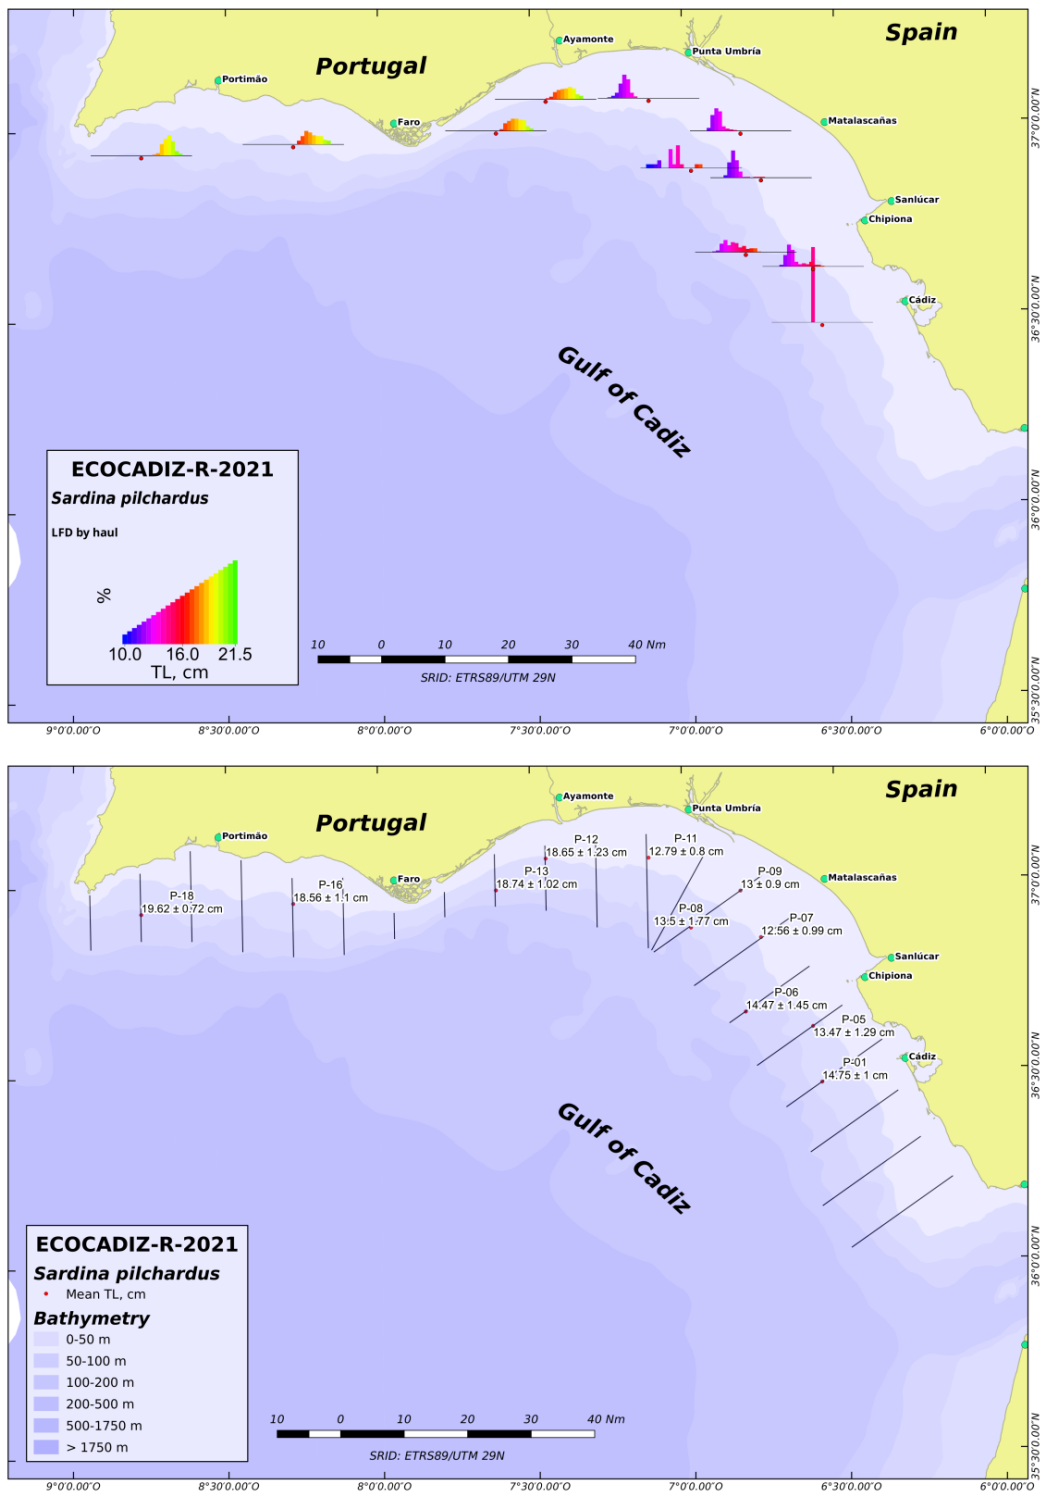 Spain
Ayamonte
Punta Umbría
Portugal
Portimão
Faro
Matalascañas
37°0'0.00"N
Sanlúcar
Chipiona
Cádiz
36°30'0.00"N
Gulf of Cadiz
ECOCADIZ-R-2021
Sardina pilchardus
LFD by haul
%
10.0 16.0 21.5
TL, cm
36°0'0.00"N
10 0 10 20 30 40 Nm
SRID: ETRS89/UTM 29N
35°30'0.00"N
9°0'0.00"O 8°30'0.00"O 8°0'0.00"O 7°30'0.00"O 7°0'0.00"O 6°30'0.00"O 6°0'0.00"O
Spain
Ayamonte
Punta Umbría
Portugal
Portimão
P-12
18.65 ± 1.23 cm
P-11
12.79 ± 0.8 cm
Faro
Matalascañas
P-13
18.74 ± 1.02 cm
P-09
13 ± 0.9 cm
P-16
18.56 ± 1.1 cm
P-18
19.62 ± 0.72 cm
37°0'0.00"N
P-08
13.5 ± 1.77 cm
P-07
12.56 ± 0.99 cm
Sanlúcar
Chipiona
P-06
14.47 ± 1.45 cm
P-05
13.47 ± 1.29 cm
Cádiz
P-01
14.75 ± 1 cm
36°30'0.00"N
Gulf of Cadiz
ECOCADIZ-R-2021
Sardina pilchardus
Mean TL, cm
Bathymetry
0-50 m
50-100 m
100-200 m
200-500 m
500-1750 m
> 1750 m
36°0'0.00"N
10 0 10 20 30 40 Nm
SRID: ETRS89/UTM 29N
35°30'0.00"N
9°0'0.00"O 8°30'0.00"O 8°0'0.00"O 7°30'0.00"O 7°0'0.00"O 6°30'0.00"O 6°0'0.00"O